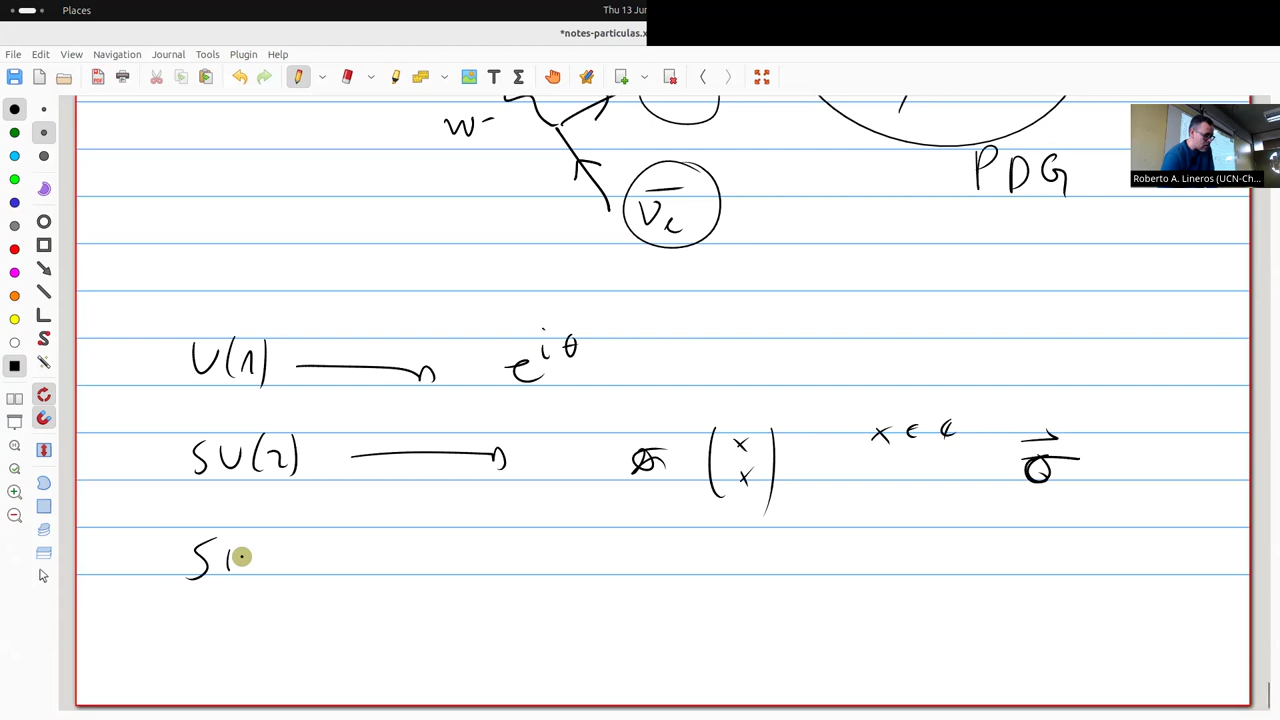 Places
Thu 13 Jun
*notes-particulas.x
File Edit View Navigation Journal Tools Plugin Help
W-
PDG
Roberto A. Lineros (UCN-Ch...
U(1) e^{iθ}
SU(2) σ (x x) x ∈ ℂ
S